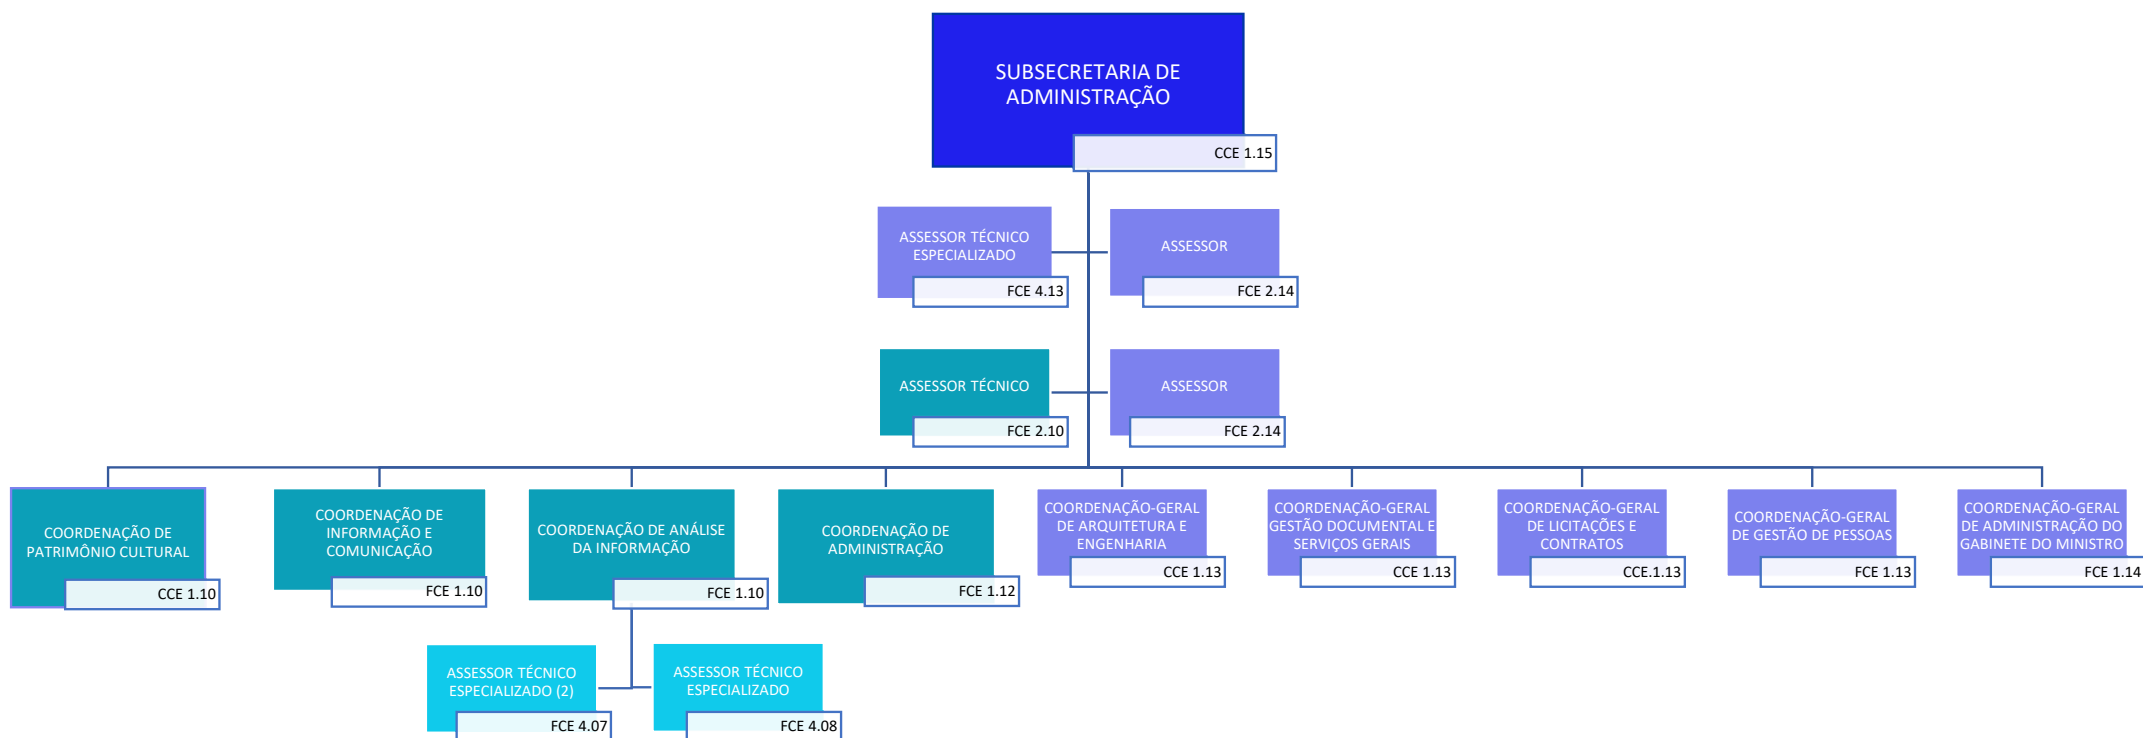 SUBSECRETARIA DE
ADMINISTRAÇÃO
CCE 1.15
ASSESSOR TÉCNICO
ESPECIALIZADO
FCE 4.13
ASSESSOR
FCE 2.14
ASSESSOR TÉCNICO
FCE 2.10
ASSESSOR
FCE 2.14
COORDENAÇÃO DE
PATRIMÔNIO CULTURAL
CCE 1.10
COORDENAÇÃO DE
INFORMAÇÃO E
COMUNICAÇÃO
FCE 1.10
COORDENAÇÃO DE ANÁLISE
DA INFORMAÇÃO
FCE 1.10
COORDENAÇÃO DE
ADMINISTRAÇÃO
FCE 1.12
COORDENAÇÃO-GERAL
DE ARQUITETURA E
ENGENHARIA
CCE 1.13
COORDENAÇÃO-GERAL
GESTÃO DOCUMENTAL E
SERVIÇOS GERAIS
CCE 1.13
COORDENAÇÃO-GERAL
DE LICITAÇÕES E
CONTRATOS
CCE.1.13
COORDENAÇÃO-GERAL
DE GESTÃO DE PESSOAS
FCE 1.13
COORDENAÇÃO-GERAL
DE ADMINISTRAÇÃO DO
GABINETE DO MINISTRO
FCE 1.14
ASSESSOR TÉCNICO
ESPECIALIZADO (2)
FCE 4.07
ASSESSOR TÉCNICO
ESPECIALIZADO
FCE 4.08